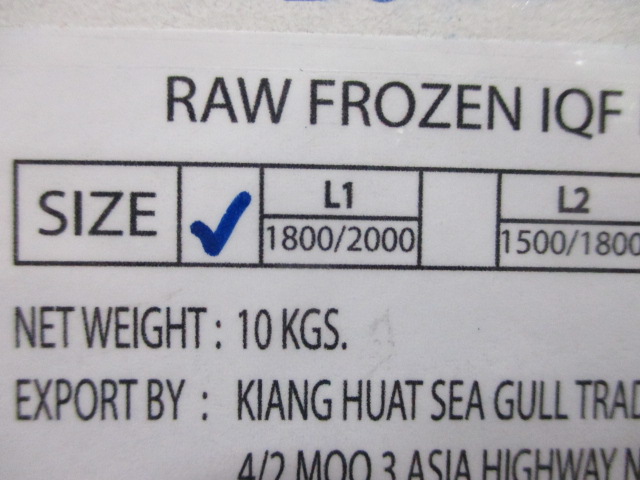 RAW FROZEN IQF
SIZE ✓ L1 L2
1800/2000 1500/1800
NET WEIGHT : 10 KGS.
EXPORT BY : KIANG HUAT SEA GULL TRAD
4/2 MOO 3 ASIA HIGHWAY N